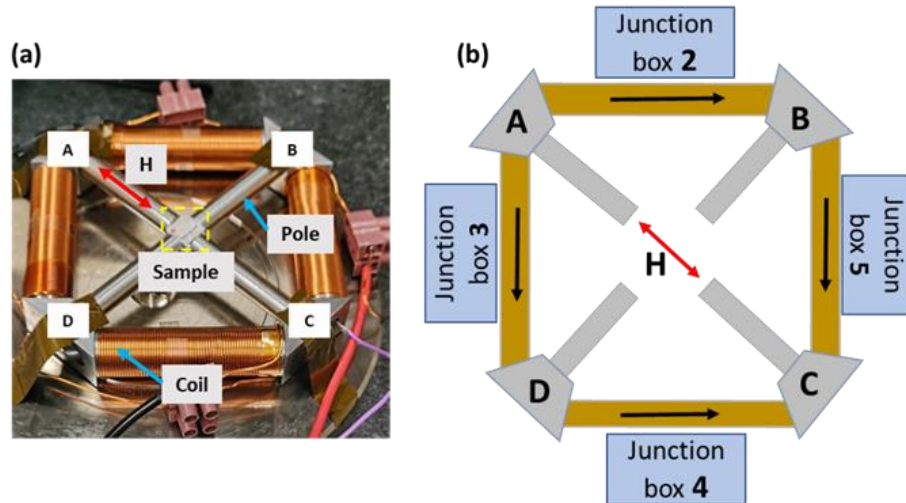 (a)
A
H
B
Pole
Sample
D
C
Coil
(b)
Junction
box 2
A
B
Junction
box 3
Junction
box 5
H
D
C
Junction
box 4